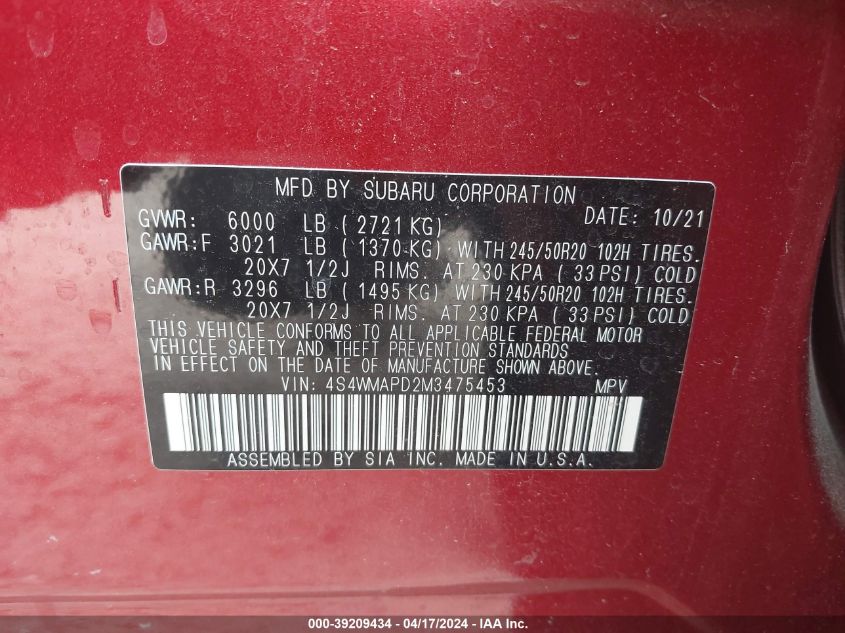 MFD BY SUBARU CORPORATION
GVWR: 6000 LB ( 2721 KG) DATE: 10/21
GAWR:F 3021 LB ( 1370 KG) WITH 245/50R20 102H TIRES.
20X7 1/2J RIMS. AT 230 KPA ( 33 PSI) COLD
GAWR:R 3296 LB ( 1495 KG) WITH 245/50R20 102H TIRES.
20X7 1/2J RIMS. AT 230 KPA ( 33 PSI) COLD
THIS VEHICLE CONFORMS TO ALL APPLICABLE FEDERAL MOTOR
VEHICLE SAFETY AND THEFT PREVENTION STANDARDS
IN EFFECT ON THE DATE OF MANUFACTURE SHOWN ABOVE.
VIN: 4S4WMAPD2M3475453 MPV
ASSEMBLED BY SIA INC. MADE IN U.S.A.
000-39209434 - 04/17/2024 - IAAI.COM